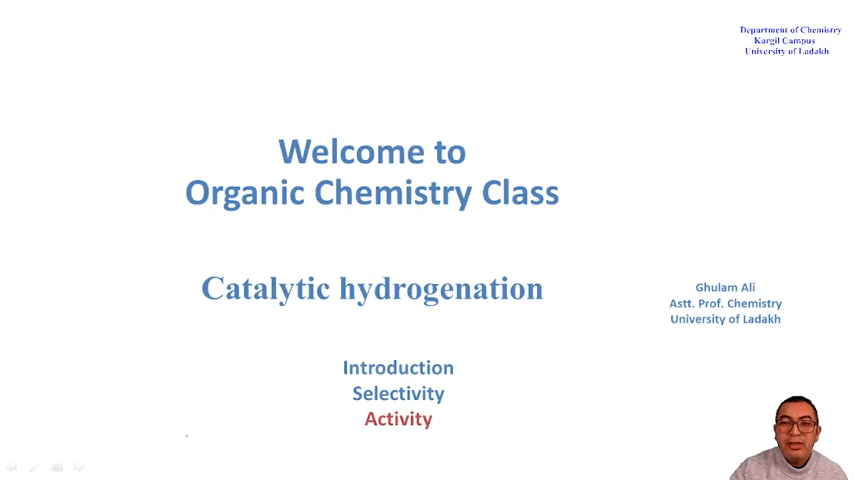 Department of Chemistry
Kargil Campus
University of Ladakh
Welcome to
Organic Chemistry Class
Catalytic hydrogenation
Ghulam Ali
Astt. Prof. Chemistry
University of Ladakh
Introduction
Selectivity
Activity